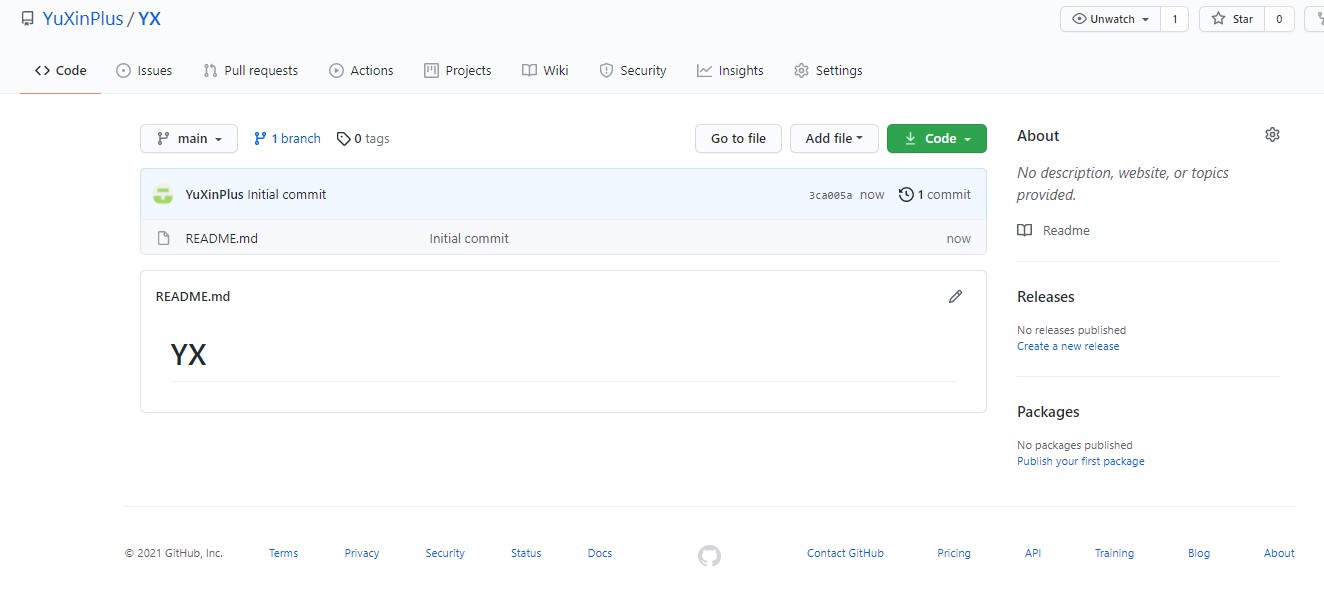 YuXinPlus / YX
Unwatch 1 Star 0
Code Issues Pull requests Actions Projects Wiki Security Insights Settings
main 1 branch 0 tags Go to file Add file Code
YuXinPlus Initial commit 3ca005a now 1 commit
README.md Initial commit now
README.md
YX
About
No description, website, or topics
provided.
Readme
Releases
No releases published
Create a new release
Packages
No packages published
Publish your first package
© 2021 GitHub, Inc. Terms Privacy Security Status Docs Contact GitHub Pricing API Training Blog About